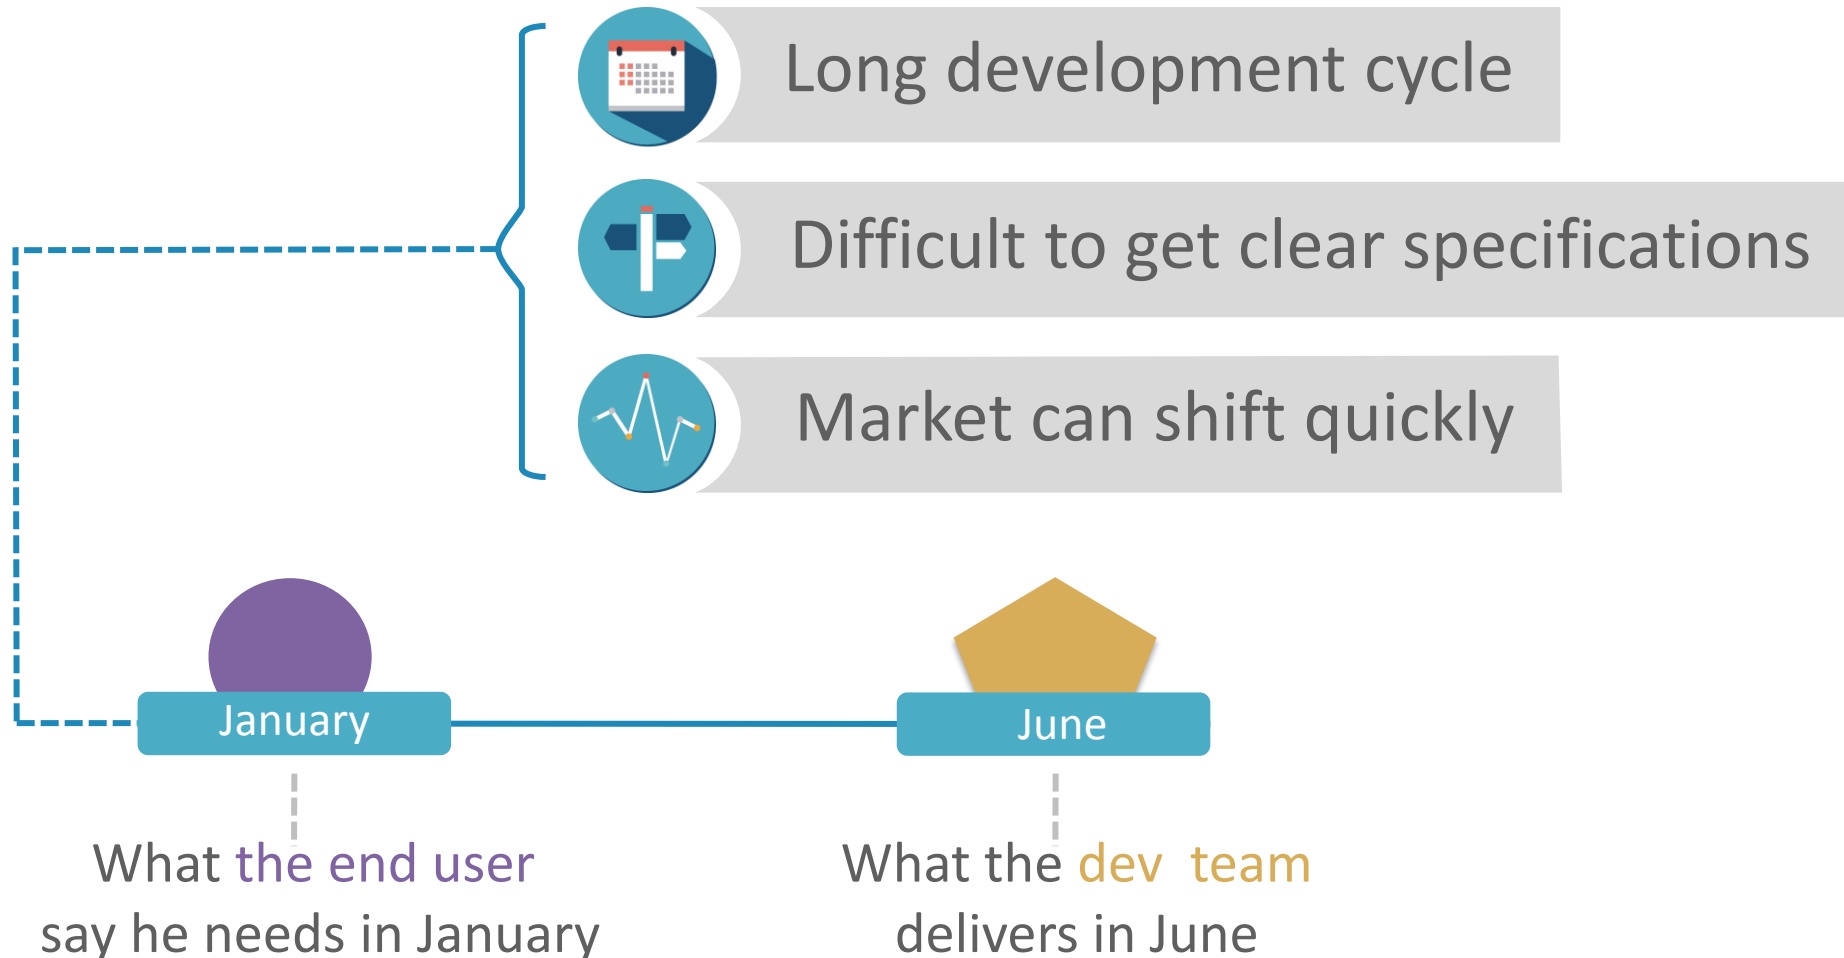 Long development cycle
Difficult to get clear specifications
Market can shift quickly
January
June
What the end user
say he needs in January
What the dev team
delivers in June